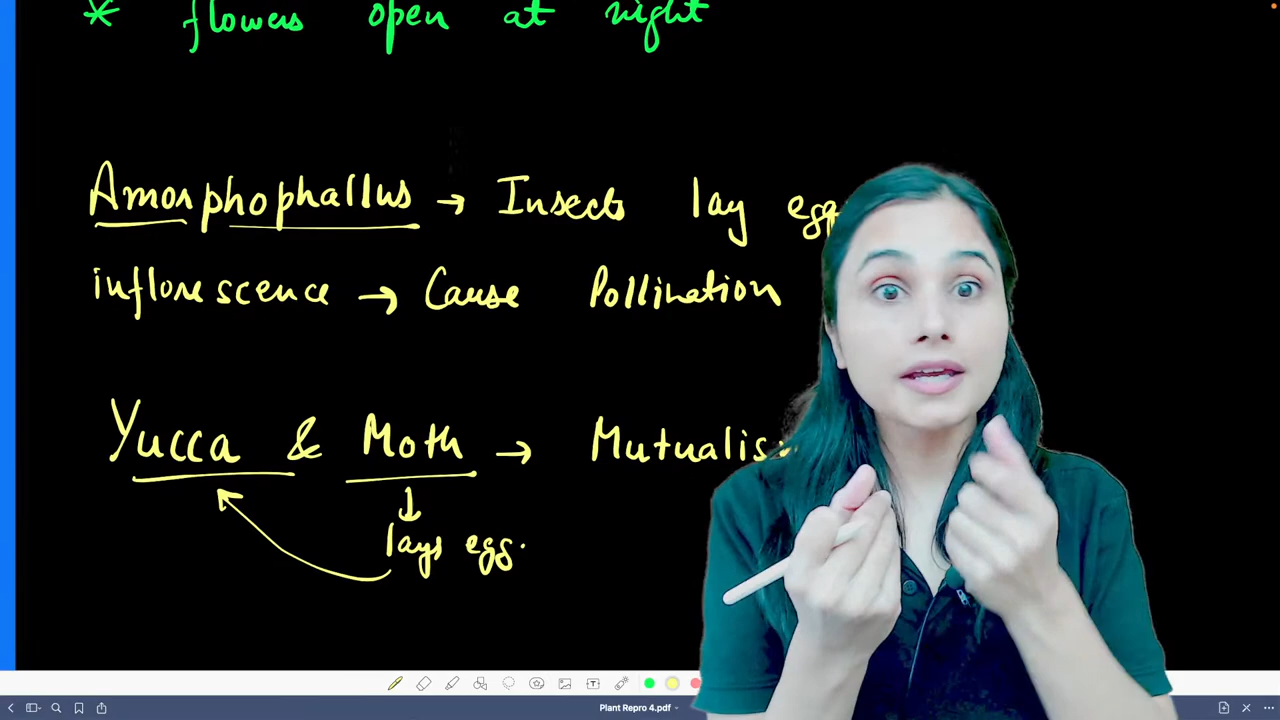 * flowers open at night
Amorphophallus → Insects lay egg
inflorescence → Cause Pollination
Yucca & Moth → Mutualis
lays egg.
Plant Repro 4.pdf